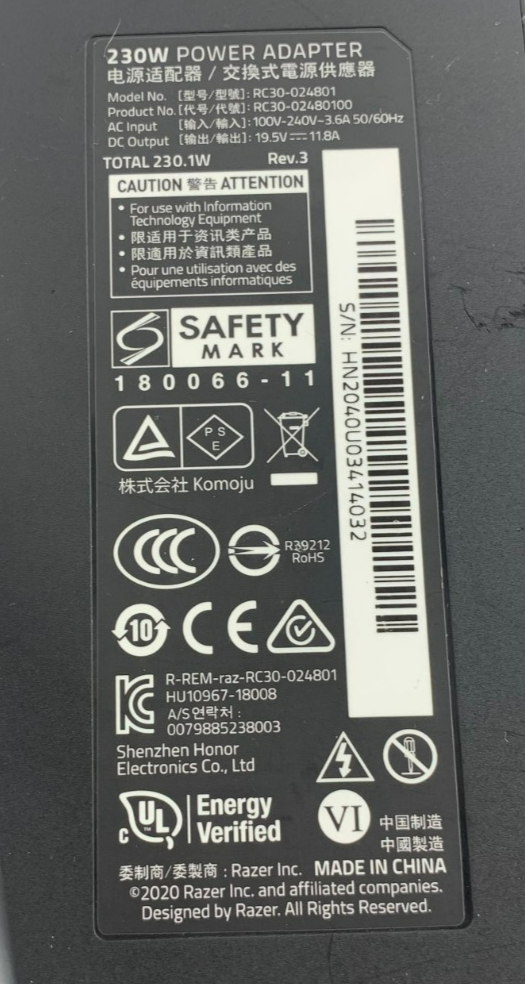 230W POWER ADAPTER
电源适配器 / 交換式電源供應器
Model No. [型号/型號]: RC30-024801
Product No. [代号/代號]: RC30-02480100
AC Input [输入/輸入]: 100V-240V~3.6A 50/60Hz
DC Output [输出/輸出]: 19.5V⎓11.8A
TOTAL 230.1W Rev.3
CAUTION 警告 ATTENTION
• For use with Information
Technology Equipment
• 限适用于资讯类产品
• 限適用於資訊類產品
• Pour une utilisation avec des
équipements informatiques
SAFETY
MARK
180066-11
P S
E
株式会社 Komoju
S/N: HN2040U03414032
CCC
R39212
RoHS
10
CE
R-REM-raz-RC30-024801
HU10967-18008
A/S연락처 :
0079885238003
Shenzhen Honor
Electronics Co., Ltd
c UL™ Energy
Verified
VI
中国制造
中國製造
委制商/委製商 : Razer Inc. MADE IN CHINA
©2020 Razer Inc. and affiliated companies.
Designed by Razer. All Rights Reserved.